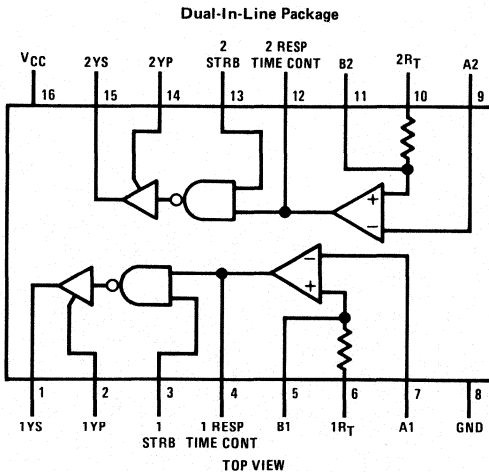 Dual-In-Line Package
2 2 RESP
VCC 2YS 2YP STRB TIME CONT B2 2RT A2
16 15 14 13 12 11 10 9
+
−
−
+
1 2 3 4 5 6 7 8
1YS 1YP 1 1 RESP B1 1RT A1 GND
STRB TIME CONT
TOP VIEW